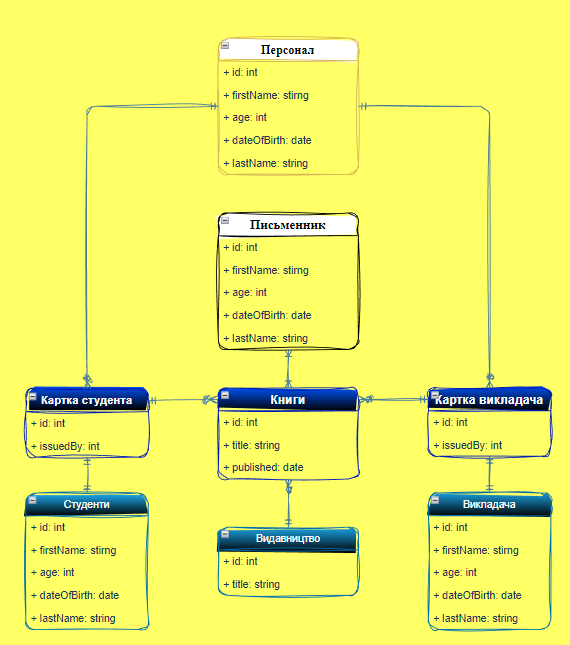 Персонал
+ id: int
+ firstName: stirng
+ age: int
+ dateOfBirth: date
+ lastName: string
Письменник
+ id: int
+ firstName: stirng
+ age: int
+ dateOfBirth: date
+ lastName: string
Картка студента
+ id: int
+ issuedBy: int
Книги
+ id: int
+ title: string
+ published: date
Картка викладача
+ id: int
+ issuedBy: int
Студенти
+ id: int
+ firstName: stirng
+ age: int
+ dateOfBirth: date
+ lastName: string
Видавництво
+ id: int
+ title: string
Викладача
+ id: int
+ firstName: stirng
+ age: int
+ dateOfBirth: date
+ lastName: string